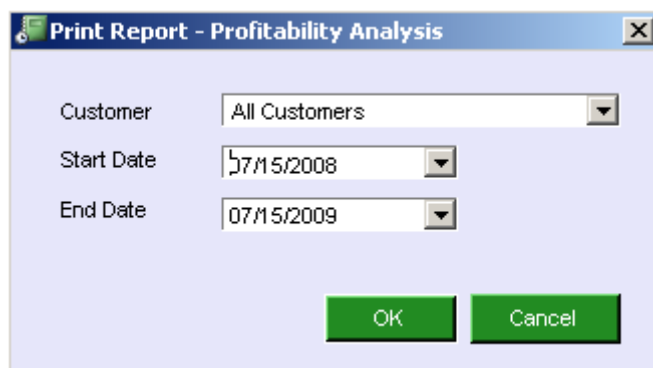 Print Report - Profitability Analysis
Customer All Customers
Start Date 07/15/2008
End Date 07/15/2009
OK Cancel